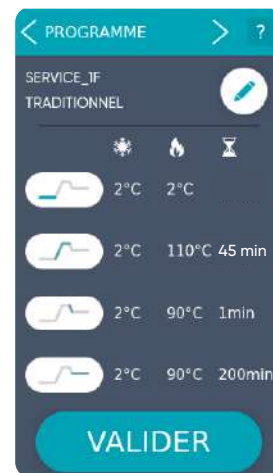 PROGRAMME ?
SERVICE_1F
TRADITIONNEL
2°C 2°C
2°C 110°C 45 min
2°C 90°C 1min
2°C 90°C 200min
VALIDER